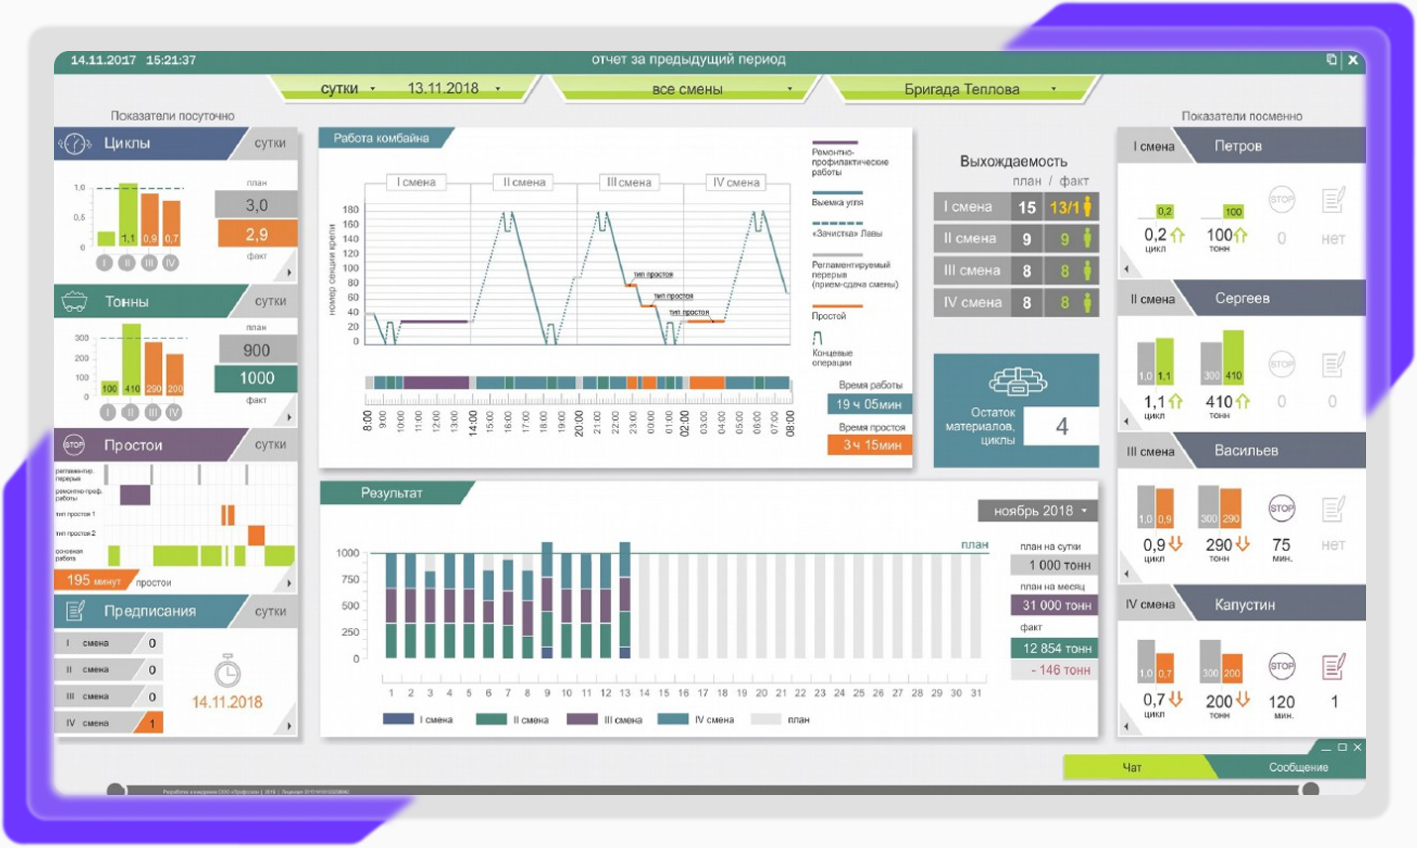 14.11.2017 15:21:37
отчет за предыдущий период
сутки 13.11.2018
все смены
Бригада Теплова
Показатели посуточно
Циклы сутки
1,0
0,5
0
1,1 0,9 0,7
I II III IV
план
3,0
2,9
факт
Тонны сутки
300
200
100
0
100 410 290 200
I II III IV
план
900
1000
факт
STOP Простои сутки
регламентир. перерыв
ремонтно-проф. работы
тип простоя 1
тип простоя 2
основная работа
195 минут простои
Предписания сутки
I смена 0
II смена 0
III смена 0
IV смена 1
14.11.2018
Работа комбайна
I смена II смена III смена IV смена
номер секции крепи
180
160
140
120
100
80
60
40
20
0
тип простоя
тип простоя
тип простоя
8:00 9:00 10:00 11:00 12:00 13:00 14:00 15:00 16:00 17:00 18:00 19:00 20:00 21:00 22:00 23:00 00:00 01:00 02:00 03:00 04:00 05:00 06:00 07:00 08:00
Ремонтно-
профилактические
работы
Выемка угля
«Зачистка» Лавы
Регламентируемый
перерыв
(прием-сдача смены)
Простой
Концевые
операции
Время работы
19 ч 05мин
Время простоя
3 ч 15мин
Выхождаемость
план / факт
I смена 15 13/1
II смена 9 9
III смена 8 8
IV смена 8 8
Остаток
материалов,
циклы
4
Результат
ноябрь 2018
план
1000
750
500
250
0
1 2 3 4 5 6 7 8 9 10 11 12 13 14 15 16 17 18 19 20 21 22 23 24 25 26 27 28 29 30 31
I смена II смена III смена IV смена план
план на сутки
1 000 тонн
план на месяц
31 000 тонн
факт
12 854 тонн
- 146 тонн
Показатели посменно
I смена Петров
0,2 100 STOP
0,2 100 0 нет
цикл тонн
II смена Сергеев
1,0 1,1 300 410 STOP
1,1 410 0 0
цикл тонн
III смена Васильев
1,0 0,9 300 290 STOP
0,9 290 75 нет
цикл тонн мин.
IV смена Капустин
1,0 0,7 300 200 STOP
0,7 200 120 1
цикл тонн мин.
Чат Сообщение